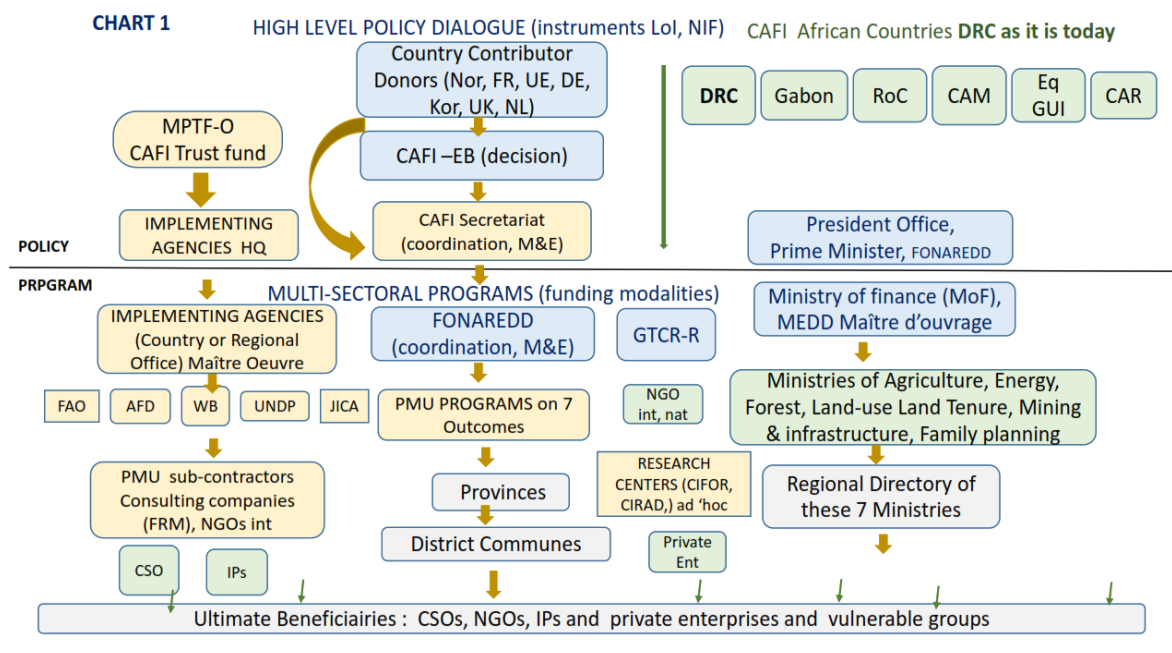 CHART 1
HIGH LEVEL POLICY DIALOGUE (instruments LoI, NIF)
CAFI African Countries DRC as it is today
Country Contributor
Donors (Nor, FR, UE, DE,
Kor, UK, NL)
DRC
Gabon
RoC
CAM
Eq
GUI
CAR
MPTF-O
CAFI Trust fund
CAFI –EB (decision)
IMPLEMENTING
AGENCIES HQ
CAFI Secretariat
(coordination, M&E)
President Office,
Prime Minister, FONAREDD
POLICY
PRPGRAM
MULTI-SECTORAL PROGRAMS (funding modalities)
IMPLEMENTING AGENCIES
(Country or Regional
Office) Maître Oeuvre
FONAREDD
(coordination, M&E)
GTCR-R
Ministry of finance (MoF),
MEDD Maître d'ouvrage
FAO
AFD
WB
UNDP
JICA
PMU PROGRAMS on 7
Outcomes
NGO
int, nat
Ministries of Agriculture, Energy,
Forest, Land-use Land Tenure, Mining
& infrastructure, Family planning
PMU sub-contractors
Consulting companies
(FRM), NGOs int
Provinces
RESEARCH
CENTERS (CIFOR,
CIRAD,) ad 'hoc
Regional Directory of
these 7 Ministries
District Communes
Private
Ent
CSO
IPs
Ultimate Beneficiairies : CSOs, NGOs, IPs and private enterprises and vulnerable groups